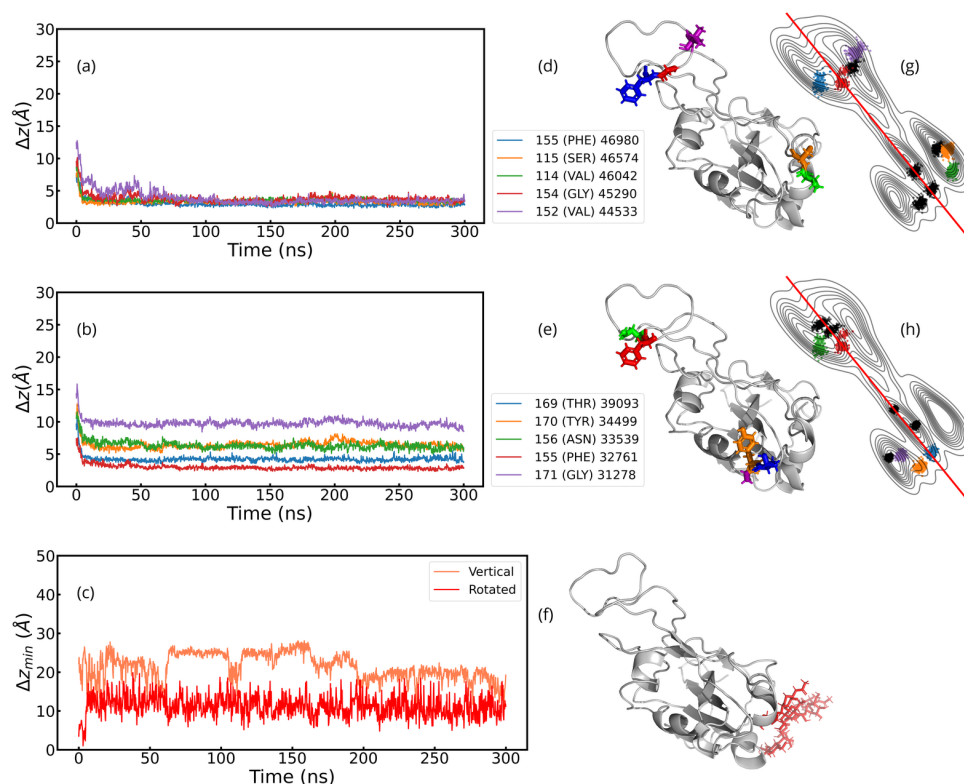 30
25
20
15
10
5
0
Δz(Å)
(a)
0 50 100 150 200 250 300
Time (ns)
155 (PHE) 46980
115 (SER) 46574
114 (VAL) 46042
154 (GLY) 45290
152 (VAL) 44533
(d)
(g)
30
25
20
15
10
5
0
Δz(Å)
(b)
0 50 100 150 200 250 300
Time (ns)
169 (THR) 39093
170 (TYR) 34499
156 (ASN) 33539
155 (PHE) 32761
171 (GLY) 31278
(e)
(h)
50
40
30
20
10
0
Δz_min (Å)
(c)
Vertical
Rotated
0 50 100 150 200 250 300
Time (ns)
(f)